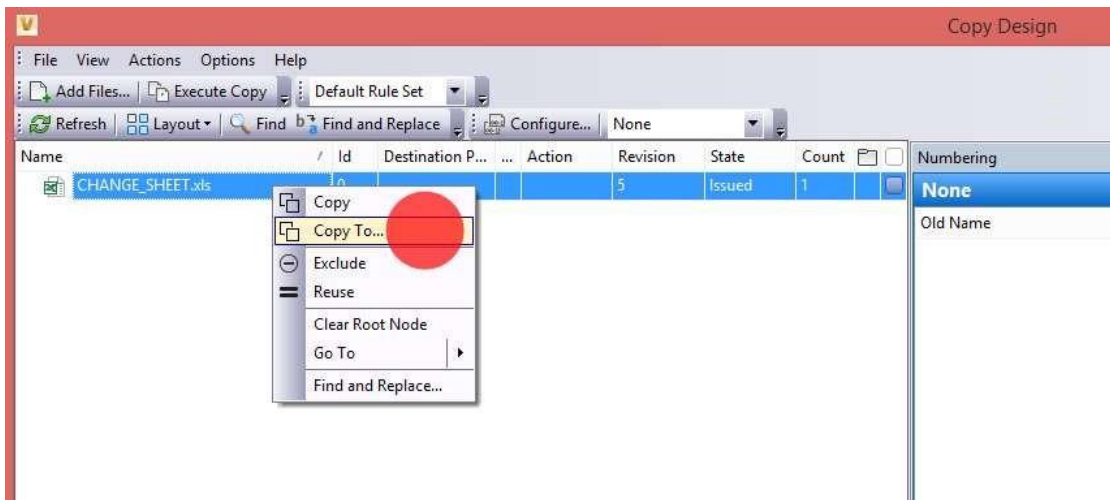 V Copy Design
File View Actions Options Help
Add Files... Execute Copy Default Rule Set
Refresh Layout Find Find and Replace Configure... None
Name / Id Destination P... ... Action Revision State Count Numbering
CHANGE_SHEET.xls 0 5 Issued 1 None
Copy
Copy To...
Old Name
Exclude
Reuse
Clear Root Node
Go To
Find and Replace...